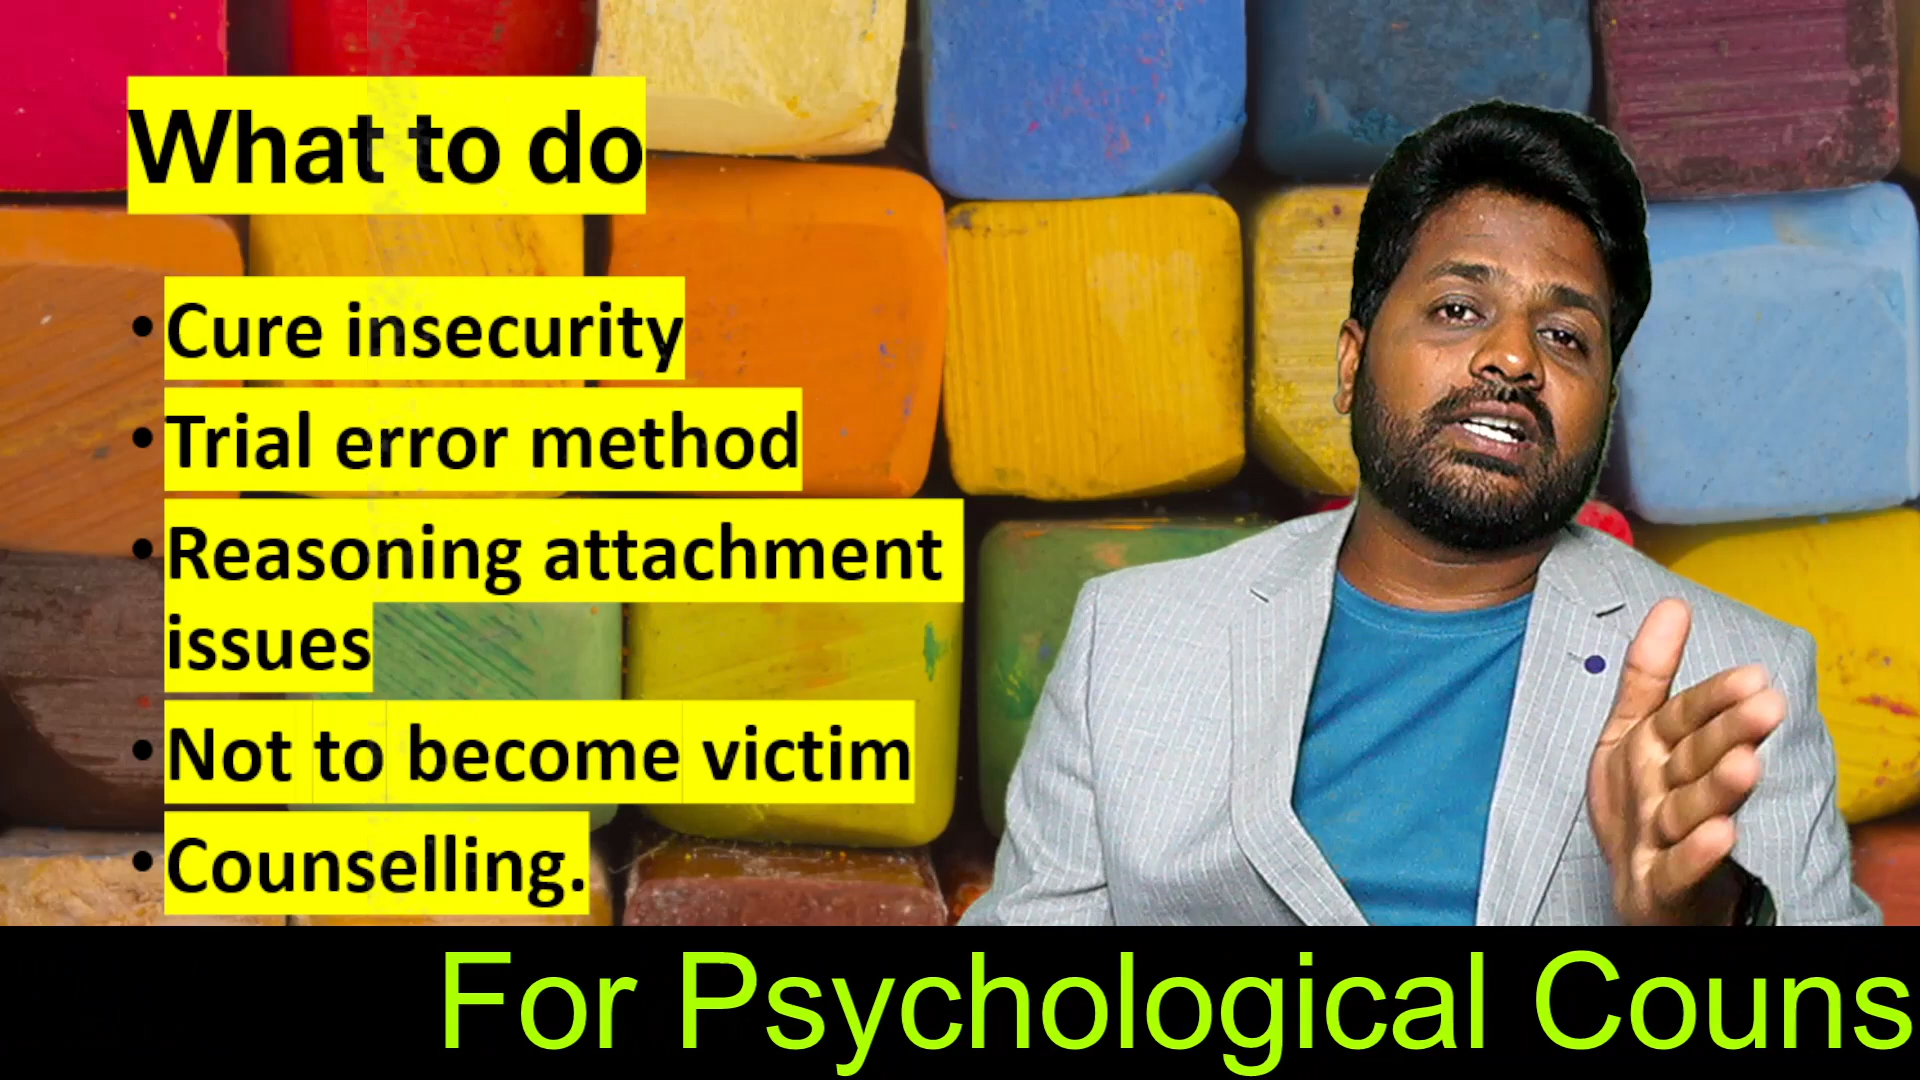 What to do
• Cure insecurity
• Trial error method
• Reasoning attachment
issues
• Not to become victim
• Counselling.
For Psychological Couns